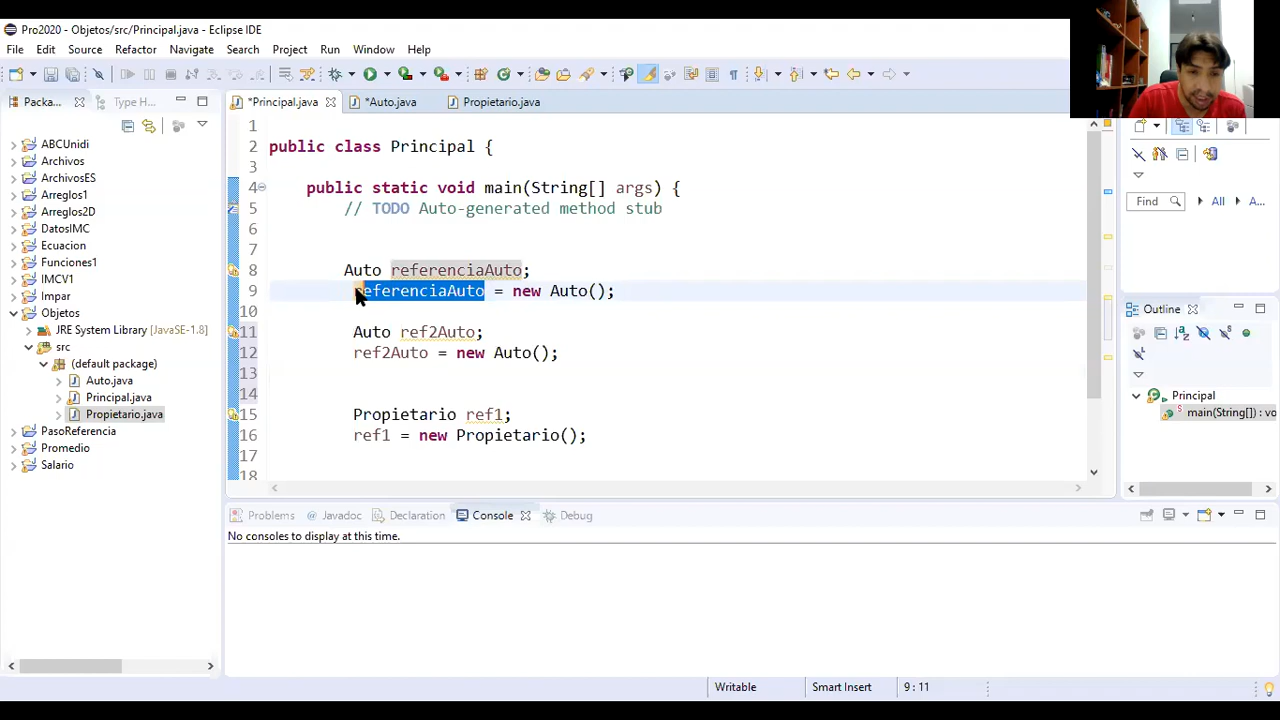 Pro2020 - Objetos/src/Principal.java - Eclipse IDE
File Edit Source Refactor Navigate Search Project Run Window Help
Packa... Type H...
*Principal.java *Auto.java Propietario.java
ABCUnidi
Archivos
ArchivosES
Arreglos1
Arreglos2D
DatosIMC
Ecuacion
Funciones1
IMCV1
Impar
Objetos
JRE System Library [JavaSE-1.8]
src
(default package)
Auto.java
Principal.java
Propietario.java
PasoReferencia
Promedio
Salario
1
2 public class Principal {
3
4 public static void main(String[] args) {
5 // TODO Auto-generated method stub
6
7
8 Auto referenciaAuto;
9 referenciaAuto = new Auto();
10
11 Auto ref2Auto;
12 ref2Auto = new Auto();
13
14
15 Propietario ref1;
16 ref1 = new Propietario();
17
18
Find All A...
Outline
Principal
main(String[]) : vo
Problems Javadoc Declaration Console Debug
No consoles to display at this time.
Writable Smart Insert 9 : 11